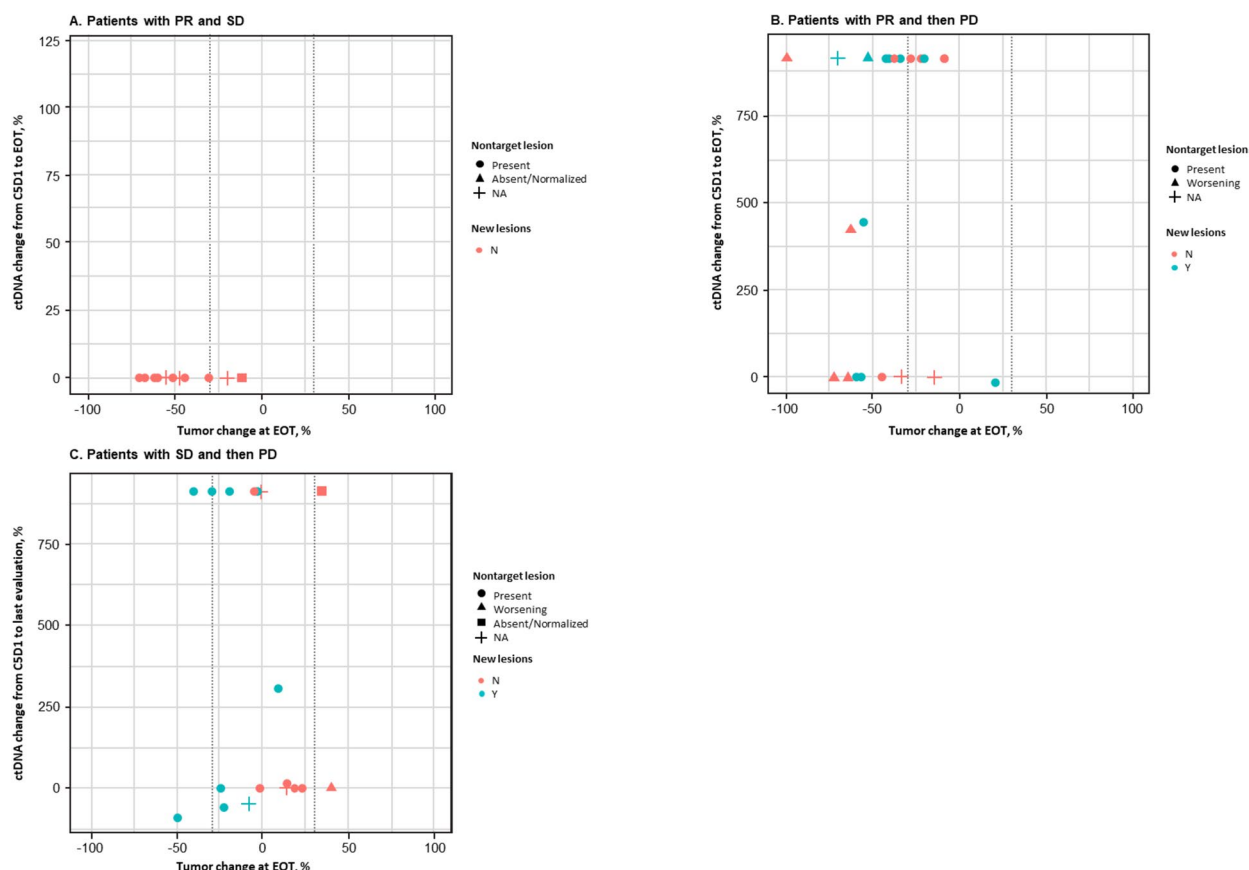 A. Patients with PR and SD
ctDNA change from C5D1 to EOT, %
125
100
75
50
25
0
-100
-50
0
50
100
Tumor change at EOT, %
Nontarget lesion
Present
Absent/Normalized
NA
New lesions
N
B. Patients with PR and then PD
ctDNA change from C5D1 to EOT, %
750
500
250
0
-100
-50
0
50
100
Tumor change at EOT, %
Nontarget lesion
Present
Worsening
NA
New lesions
N
Y
C. Patients with SD and then PD
ctDNA change from C5D1 to last evaluation, %
750
500
250
0
-100
-50
0
50
100
Tumor change at EOT, %
Nontarget lesion
Present
Worsening
Absent/Normalized
NA
New lesions
N
Y